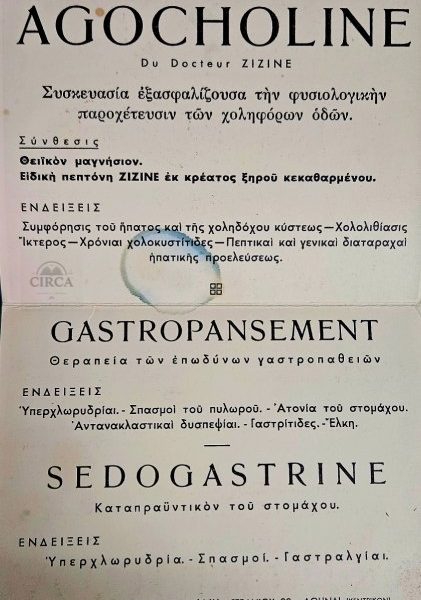 AGOCHOLINE
Du Docteur ZIZINE
Συσκευασία ἐξασφαλίζουσα τὴν φυσιολογικὴν
παροχέτευσιν τῶν χοληφόρων ὁδῶν.
Σύνθεσις
Θειϊκὸν μαγνήσιον.
Εἰδικὴ πεπτόνη ZIZINE ἐκ κρέατος ξηροῦ κεκαθαρμένου.
ΕΝΔΕΙΞΕΙΣ
Συμφόρησις τοῦ ἥπατος καὶ τῆς χοληδόχου κύστεως—Χολολιθίασις
Ἴκτερος—Χρόνιαι χολοκυστίτιδες—Πεπτικαὶ καὶ γενικαὶ διαταραχαὶ
ἡπατικῆς προελεύσεως.
CIRCA
GASTROPANSEMENT
Θεραπεία τῶν ἐπωδύνων γαστροπαθειῶν
ΕΝΔΕΙΞΕΙΣ
Ὑπερχλωρυδρίαι. - Σπασμοὶ τοῦ πυλωροῦ. - Ἀτονία τοῦ στομάχου.
Ἀντανακλαστικαὶ δυσπεψίαι. - Γαστρίτιδες. - Ἕλκη.
SEDOGASTRINE
Καταπραϋντικὸν τοῦ στομάχου.
ΕΝΔΕΙΞΕΙΣ
Ὑπερχλωρυδρία. - Σπασμοί. - Γαστραλγίαι.